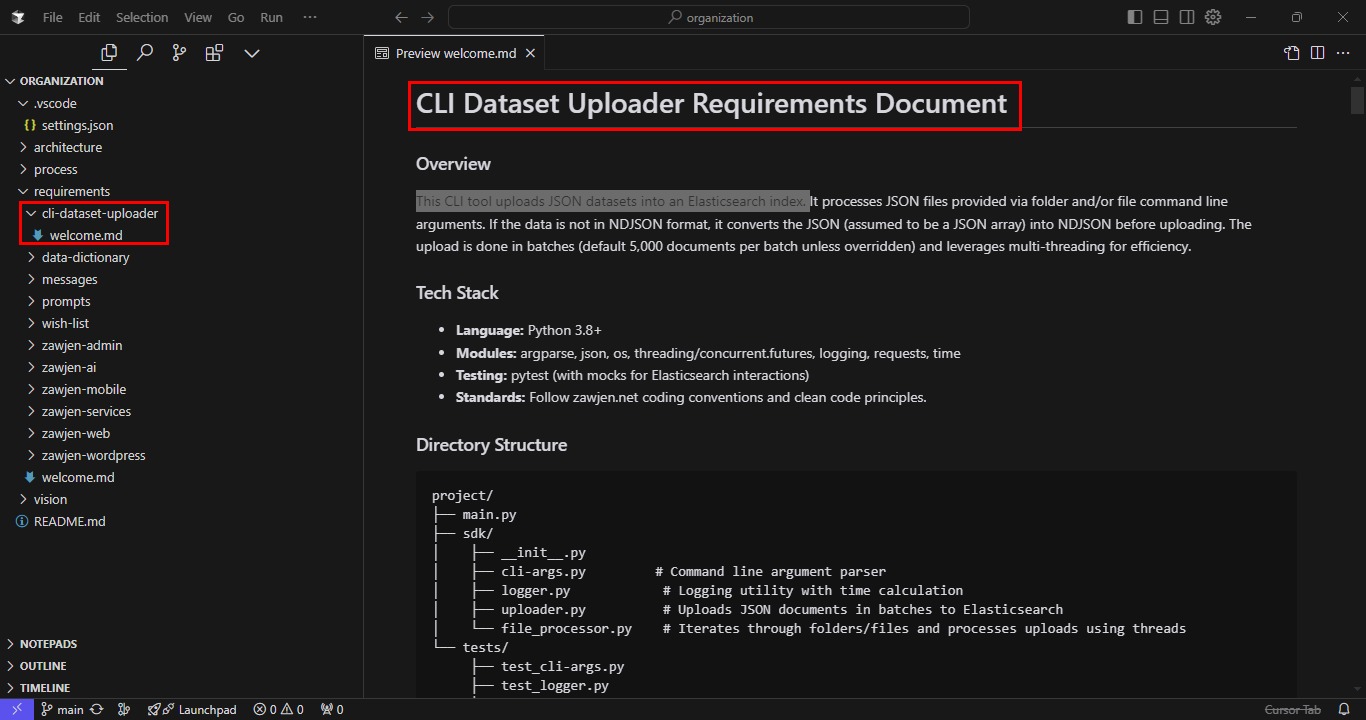 File Edit Selection View Go Run ···
organization
ORGANIZATION
.vscode
{} settings.json
architecture
process
requirements
cli-dataset-uploader
welcome.md
data-dictionary
messages
prompts
wish-list
zawjen-admin
zawjen-ai
zawjen-mobile
zawjen-services
zawjen-web
zawjen-wordpress
welcome.md
vision
README.md
NOTEPADS
OUTLINE
TIMELINE
Preview welcome.md
CLI Dataset Uploader Requirements Document
Overview
This CLI tool uploads JSON datasets into an Elasticsearch index. It processes JSON files provided via folder and/or file command line
arguments. If the data is not in NDJSON format, it converts the JSON (assumed to be a JSON array) into NDJSON before uploading. The
upload is done in batches (default 5,000 documents per batch unless overridden) and leverages multi-threading for efficiency.
Tech Stack
• Language: Python 3.8+
• Modules: argparse, json, os, threading/concurrent.futures, logging, requests, time
• Testing: pytest (with mocks for Elasticsearch interactions)
• Standards: Follow zawjen.net coding conventions and clean code principles.
Directory Structure
project/
├── main.py
├── sdk/
│   ├── __init__.py
│   ├── cli-args.py         # Command line argument parser
│   ├── logger.py            # Logging utility with time calculation
│   ├── uploader.py          # Uploads JSON documents in batches to Elasticsearch
│   └── file_processor.py    # Iterates through folders/files and processes uploads using threads
└── tests/
    ├── test_cli-args.py
    ├── test_logger.py
main Launchpad 0 0 0 Cursor Tab